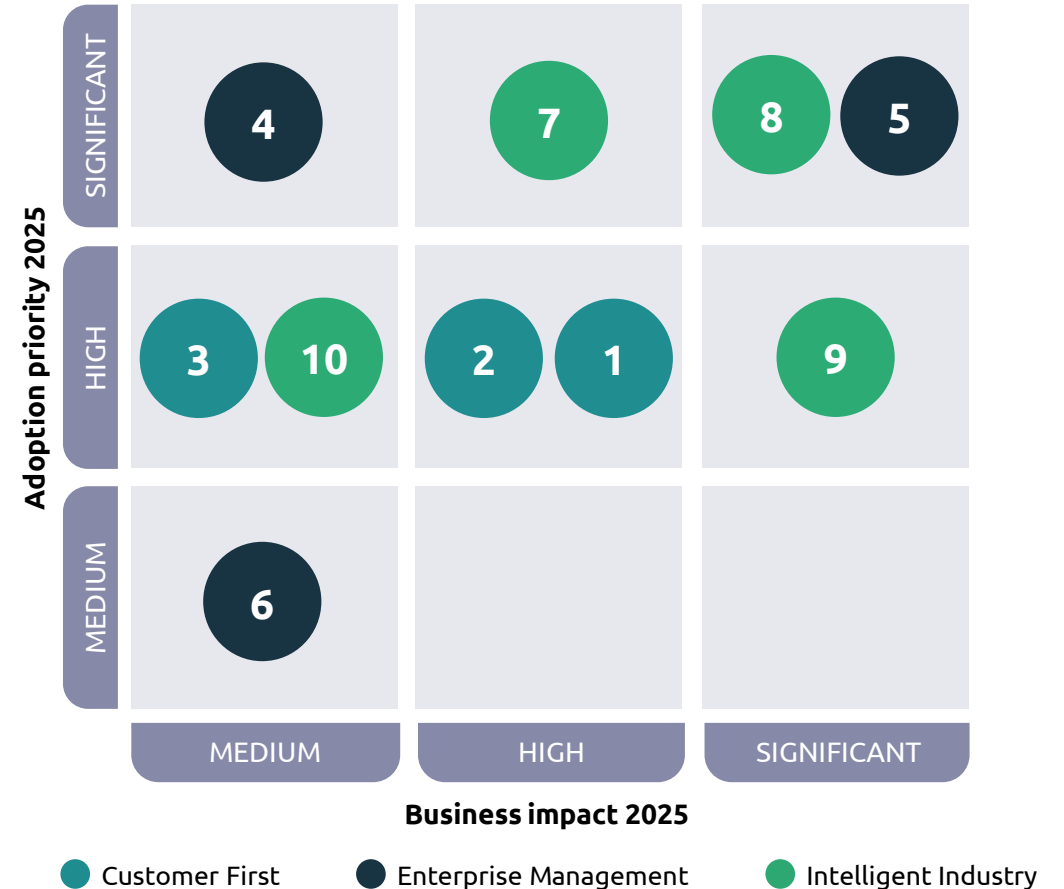 Adoption priority 2025
SIGNIFICANT
4
7
8
5
HIGH
3
10
2
1
9
MEDIUM
6
MEDIUM
HIGH
SIGNIFICANT
Business impact 2025
Customer First
Enterprise Management
Intelligent Industry